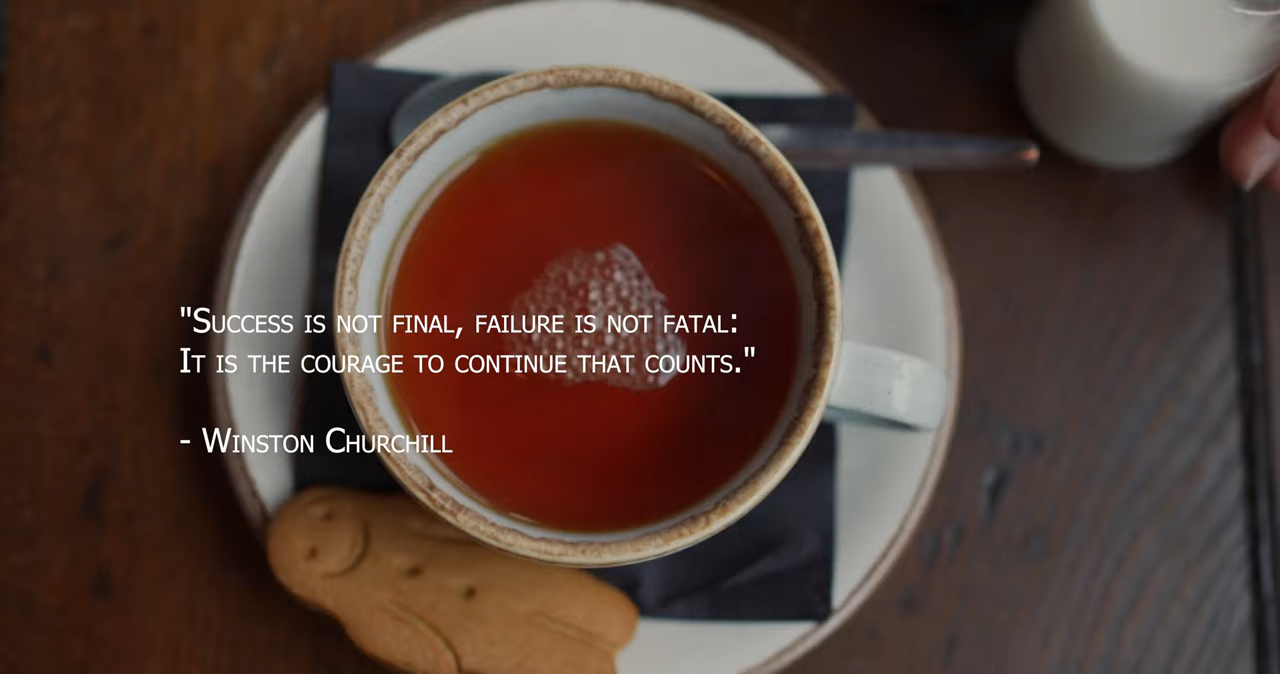 "Success is not final, failure is not fatal:
It is the courage to continue that counts."
- Winston Churchill